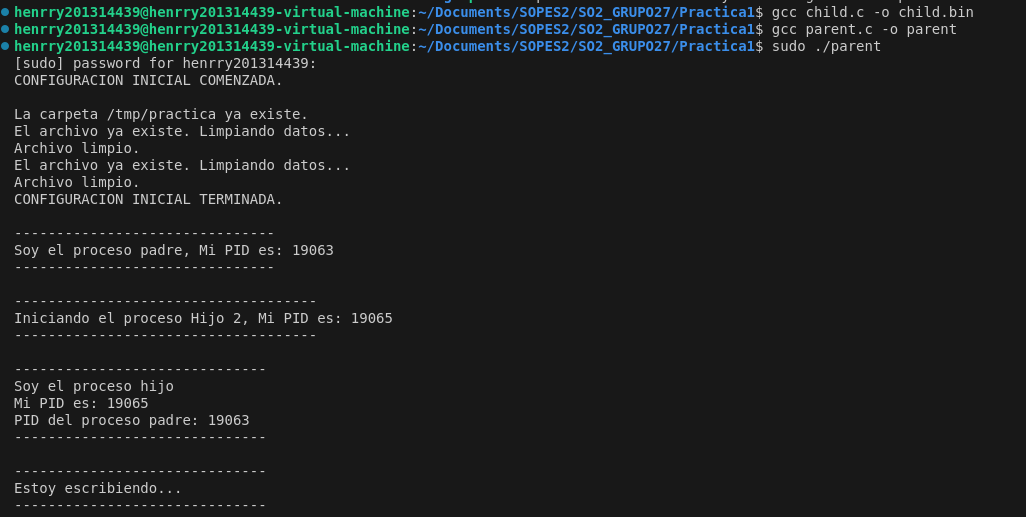 henrry201314439@henrry201314439-virtual-machine:~/Documents/SOPES2/SO2_GRUPO27/Practica1$ gcc child.c -o child.bin
henrry201314439@henrry201314439-virtual-machine:~/Documents/SOPES2/SO2_GRUPO27/Practica1$ gcc parent.c -o parent
henrry201314439@henrry201314439-virtual-machine:~/Documents/SOPES2/SO2_GRUPO27/Practica1$ sudo ./parent
[sudo] password for henrry201314439:
CONFIGURACION INICIAL COMENZADA.
La carpeta /tmp/practica ya existe.
El archivo ya existe. Limpiando datos...
Archivo limpio.
El archivo ya existe. Limpiando datos...
Archivo limpio.
CONFIGURACION INICIAL TERMINADA.
-------------------------------
Soy el proceso padre, Mi PID es: 19063
-------------------------------
------------------------------------
Iniciando el proceso Hijo 2, Mi PID es: 19065
------------------------------------
------------------------------
Soy el proceso hijo
Mi PID es: 19065
PID del proceso padre: 19063
------------------------------
------------------------------
Estoy escribiendo...
------------------------------